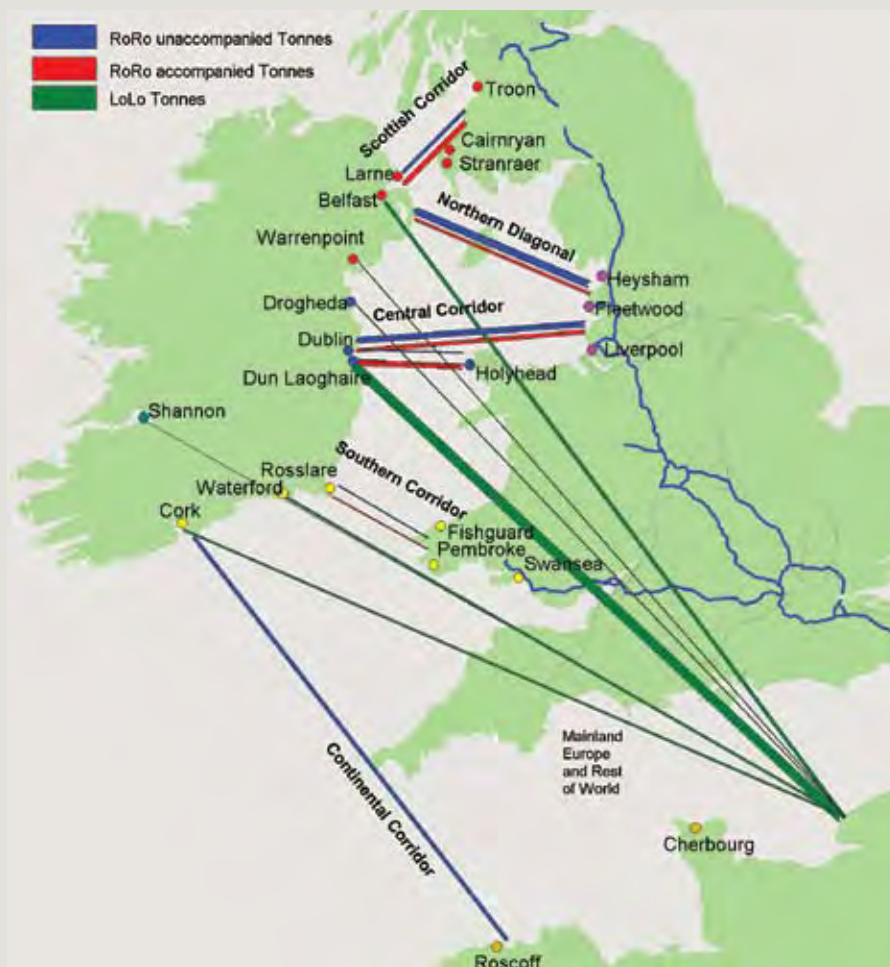 RoRo unaccompanied Tonnes
RoRo accompanied Tonnes
LoLo Tonnes
Scottish Corridor
Troon
Cairnryan
Stranraer
Larne
Belfast
Northern Diagonal
Warrenpoint
Heysham
Drogheda
Central Corridor
Fleetwood
Dublin
Liverpool
Dun Laoghaire
Holyhead
Shannon
Southern Corridor
Rosslare
Waterford
Cork
Fishguard
Pembroke
Swansea
Continental Corridor
Mainland
Europe
and Rest
of World
Cherbourg
Roscoff